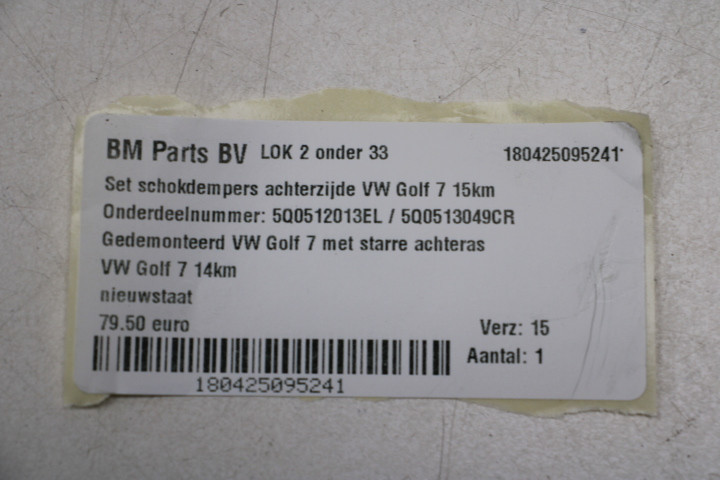 BM Parts BV LOK 2 onder 33 180425095241
Set schokdempers achterzijde VW Golf 7 15km
Onderdeelnummer: 5Q0512013EL / 5Q0513049CR
Gedemonteerd VW Golf 7 met starre achteras
VW Golf 7 14km
nieuwstaat
79.50 euro Verz: 15
Aantal: 1
180425095241